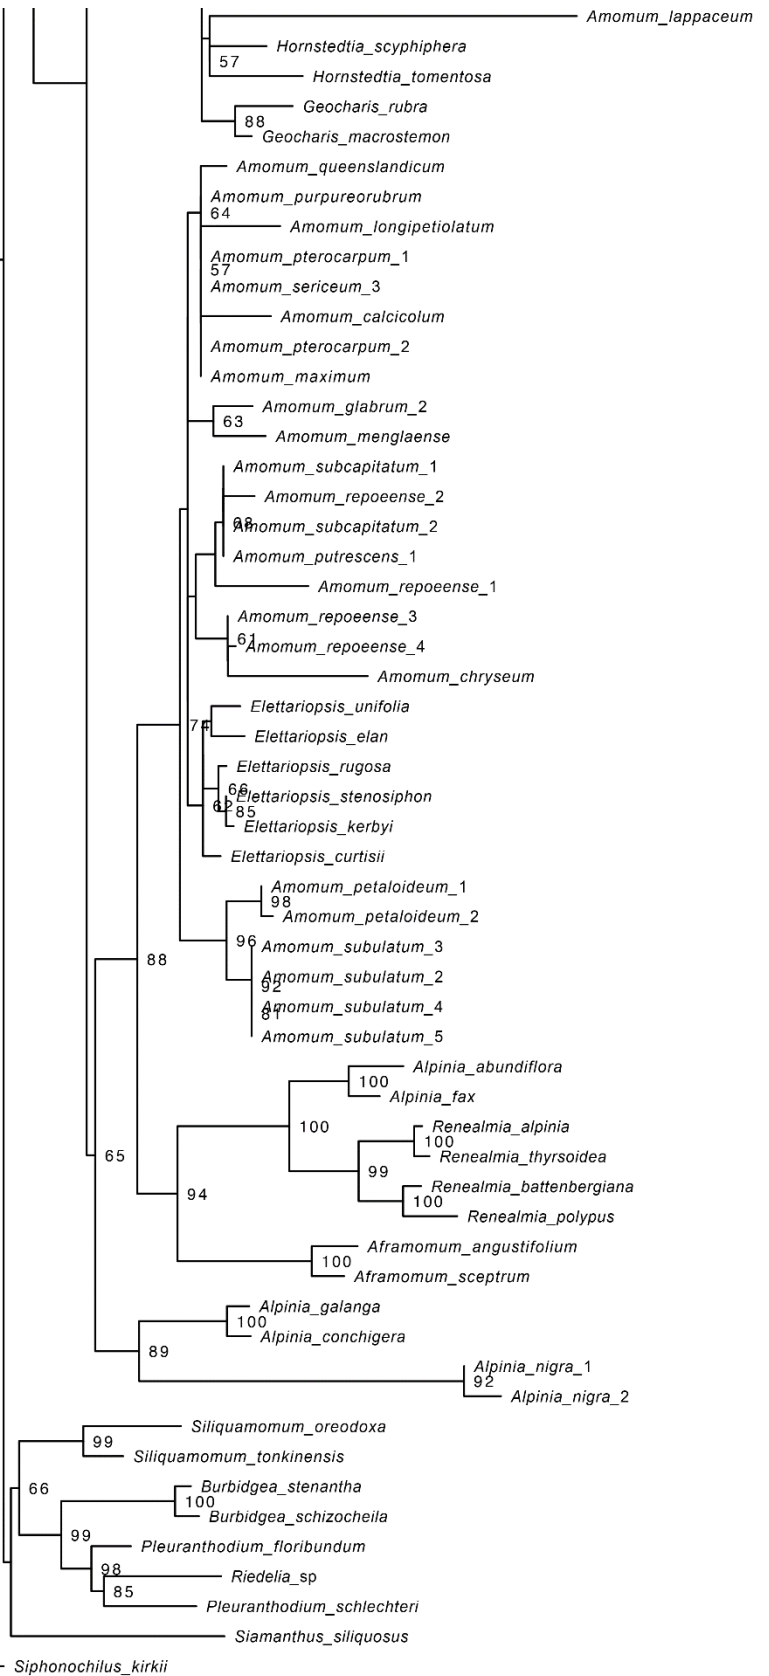 Amomum_lappaceum
Hornstedtia_scyphiphera
57
Hornstedtia_tomentosa
Geocharis_rubra
88
Geocharis_macrostemon
Amomum_queenslandicum
Amomum_purpureorubrum
64
Amomum_longipetiolatum
Amomum_pterocarpum_1
57
Amomum_sericeum_3
Amomum_calcicolum
Amomum_pterocarpum_2
Amomum_maximum
Amomum_glabrum_2
63
Amomum_menglaense
Amomum_subcapitatum_1
Amomum_repoeense_2
68
Amomum_subcapitatum_2
Amomum_putrescens_1
Amomum_repoeense_1
Amomum_repoeense_3
61
Amomum_repoeense_4
Amomum_chryseum
Elettariopsis_unifolia
74
Elettariopsis_elan
Elettariopsis_rugosa
66
Elettariopsis_stenosiphon
62
85
Elettariopsis_kerbyi
Elettariopsis_curtisii
Amomum_petaloideum_1
98
Amomum_petaloideum_2
96
Amomum_subulatum_3
88
Amomum_subulatum_2
92
Amomum_subulatum_4
81
Amomum_subulatum_5
Alpinia_abundiflora
100
Alpinia_fax
100
Renealmia_alpinia
100
Renealmia_thyrsoidea
65
99
Renealmia_battenbergiana
94
100
Renealmia_polypus
Aframomum_angustifolium
100
Aframomum_sceptrum
Alpinia_galanga
100
Alpinia_conchigera
89
Alpinia_nigra_1
92
Alpinia_nigra_2
Siliquamomum_oreodoxa
99
Siliquamomum_tonkinensis
66
Burbidgea_stenantha
100
Burbidgea_schizocheila
99
Pleuranthodium_floribundum
98
Riedelia_sp
85
Pleuranthodium_schlechteri
Siamanthus_siliquosus
Siphonochilus_kirkii